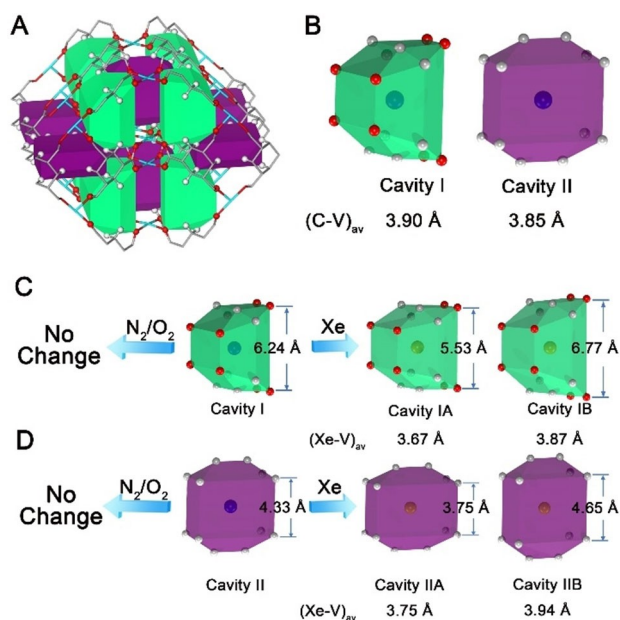 A
B
Cavity I Cavity II
(C-V)av 3.90 Å 3.85 Å
C
No Change
N2/O2
6.24 Å
Xe
5.53 Å
6.77 Å
Cavity I Cavity IA Cavity IB
(Xe-V)av 3.67 Å 3.87 Å
D
No Change
N2/O2
4.33 Å
Xe
3.75 Å
4.65 Å
Cavity II Cavity IIA Cavity IIB
(Xe-V)av 3.75 Å 3.94 Å